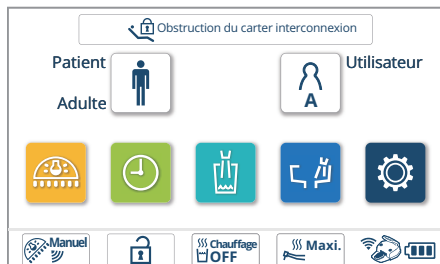 Obstruction du carter interconnexion
Patient
Utilisateur
Adulte
A
Manuel
Chauffage
OFF
Maxi.